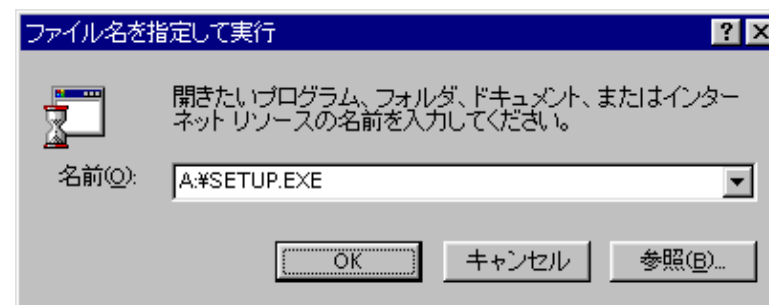 ファイル名を指定して実行
開きたいプログラム、フォルダ、ドキュメント、またはインター
ネット リソースの名前を入力してください。
名前(O): A:¥SETUP.EXE
OK キャンセル 参照(B)...